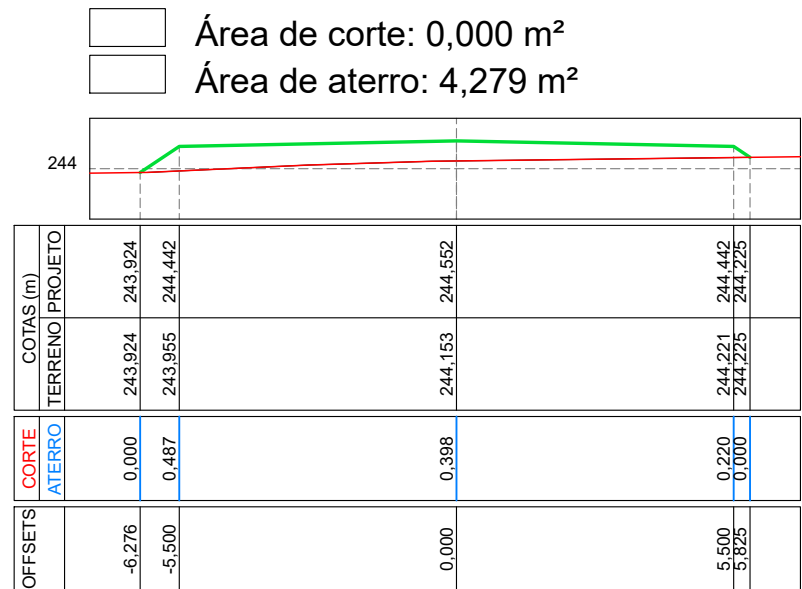 Área de corte: 0,000 m²
Área de aterro: 4,279 m²
244
COTAS (m)
PROJETO
243,924 244,442 244,552 244,442 244,225
TERRENO
243,924 243,955 244,153 244,221 244,225
CORTE
ATERRO
0,000 0,487 0,398 0,220 0,000
OFFSETS
-6,276 -5,500 0,000 5,500 5,825